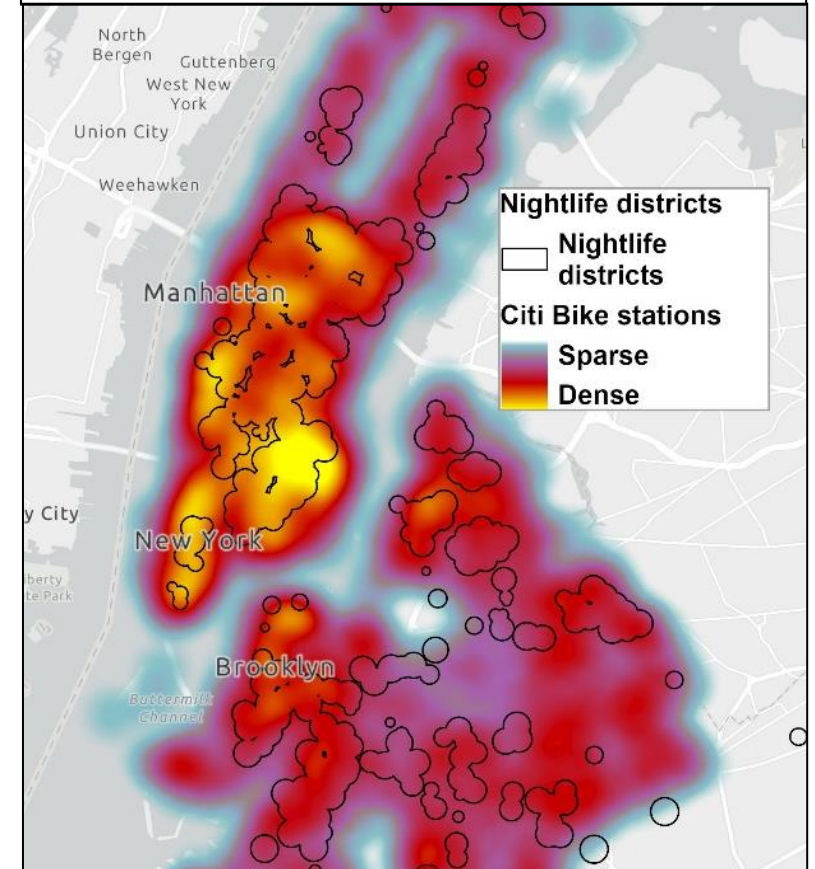 North
Bergen
Guttenberg
West New
York
Union City
Weehawken
Nightlife districts
Nightlife
districts
Manhattan
Citi Bike stations
Sparse
Dense
y City
New York
iberty
te Park
Brooklyn
Buttermilk
Channel